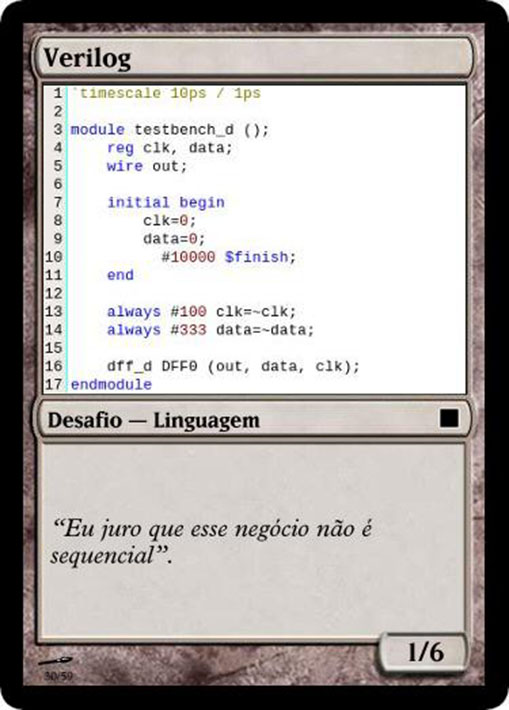 Verilog
1 `timescale 10ps / 1ps
2
3 module testbench_d ();
4     reg clk, data;
5     wire out;
6
7     initial begin
8         clk=0;
9         data=0;
10          #10000 $finish;
11    end
12
13    always #100 clk=~clk;
14    always #333 data=~data;
15
16    dff_d DFF0 (out, data, clk);
17 endmodule
Desafio — Linguagem
“Eu juro que esse negócio não é
sequencial”.
1/6
30/59